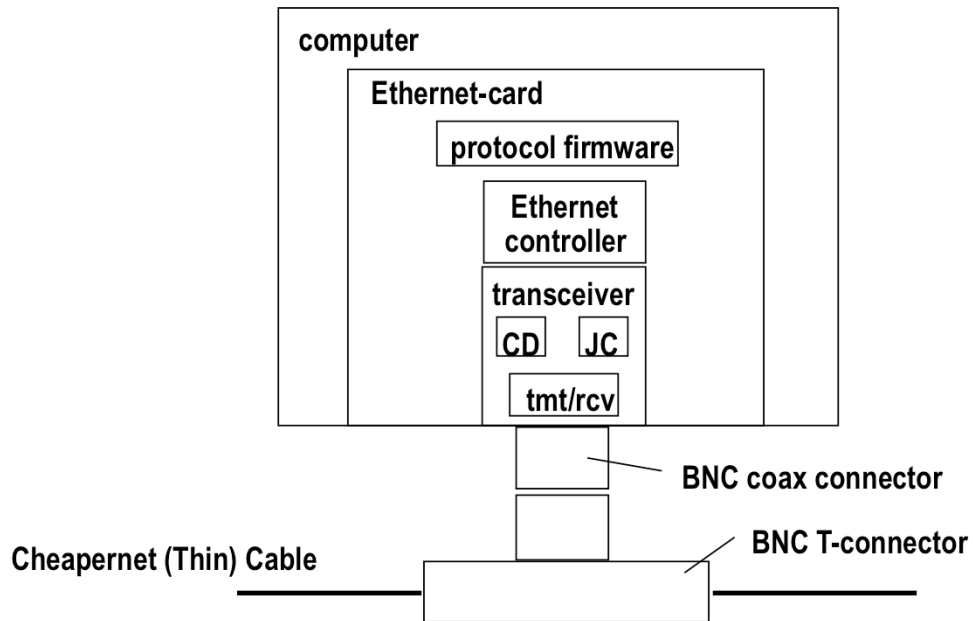 computer
Ethernet-card
protocol firmware
Ethernet
controller
transceiver
CD
JC
tmt/rcv
BNC coax connector
BNC T-connector
Cheapernet (Thin) Cable